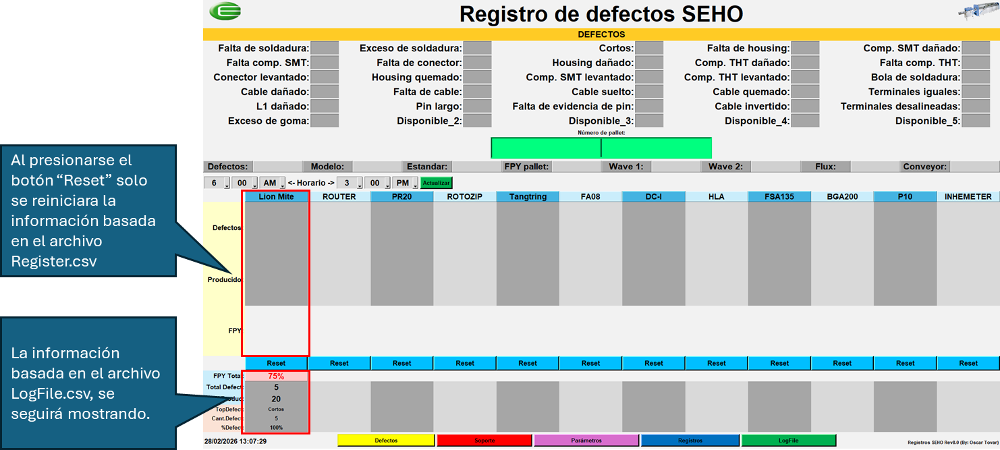 Registro de defectos SEHO
DEFECTOS
Falta de soldadura: Exceso de soldadura: Cortos: Falta de housing: Comp. SMT dañado:
Falta comp. SMT: Falta de conector: Housing dañado: Comp. THT dañado: Falta comp. THT:
Conector levantado: Housing quemado: Comp. SMT levantado: Comp. THT levantado: Bola de soldadura:
Cable dañado: Falta de cable: Cable suelto: Cable quemado: Terminales iguales:
L1 dañado: Pin largo: Falta de evidencia de pin: Cable invertido: Terminales desalineadas:
Exceso de goma: Disponible_2: Disponible_3: Disponible_4: Disponible_5:
Número de pallet:
Al presionarse el
botón “Reset” solo
se reiniciara la
información basada
en el archivo
Register.csv
Defectos: Modelo: Estandar: FPY pallet: Wave 1: Wave 2: Flux: Conveyor:
6 00 AM <- Horario -> 3 00 PM Actualizar
Lion Mite ROUTER PR20 ROTOZIP Tangtring FA08 DC-I HLA FSA135 BGA200 P10 INHEMETER
Defectos
Producido
FPY
Reset Reset Reset Reset Reset Reset Reset Reset Reset Reset Reset Reset
La información
basada en el archivo
LogFile.csv, se
seguirá mostrando.
FPY Total 75%
Total Defect 5
20
TopDefec Cortos
Cant.Defec 5
%Defec 100%
28/02/2026 13:07:29 Defectos Soporte Parámetros Registros LogFIle Registros SEHO Rev8.0 (By: Oscar Tovar)